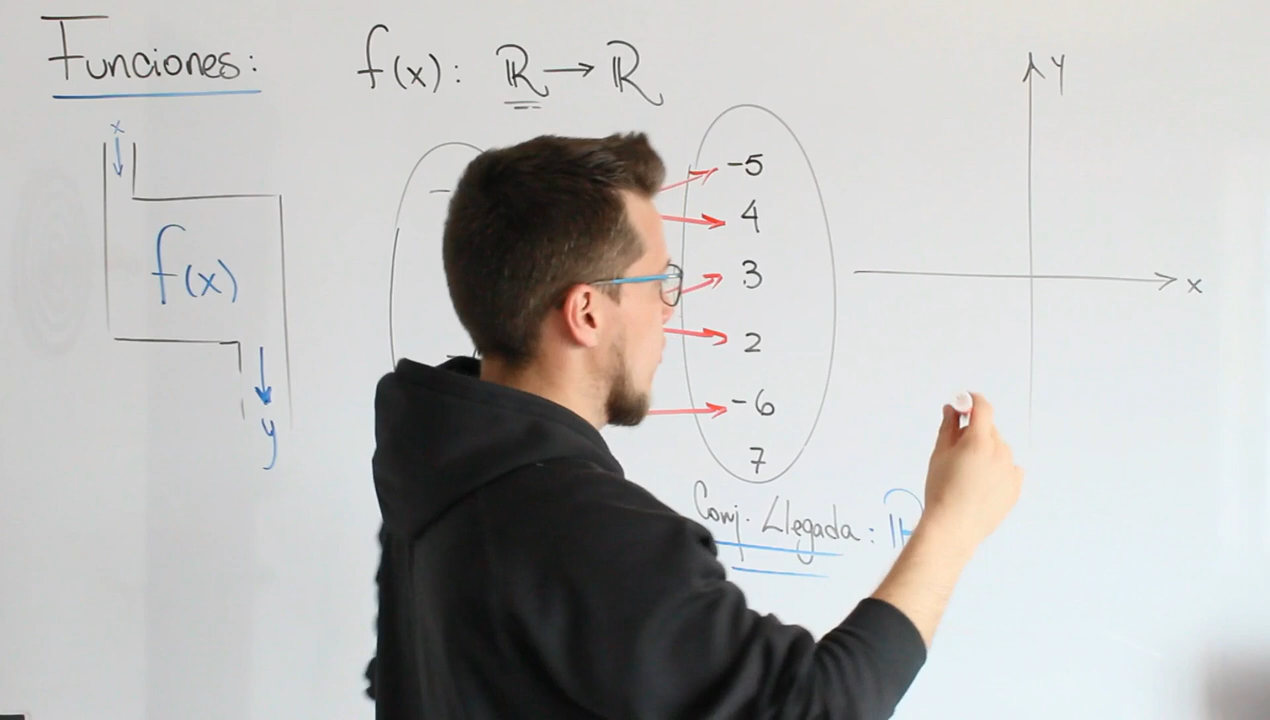 Funciones:
f(x): ℝ → ℝ
x
f(x)
y
-5
4
3
2
-6
7
Conj. Llegada: ℝ
y
x